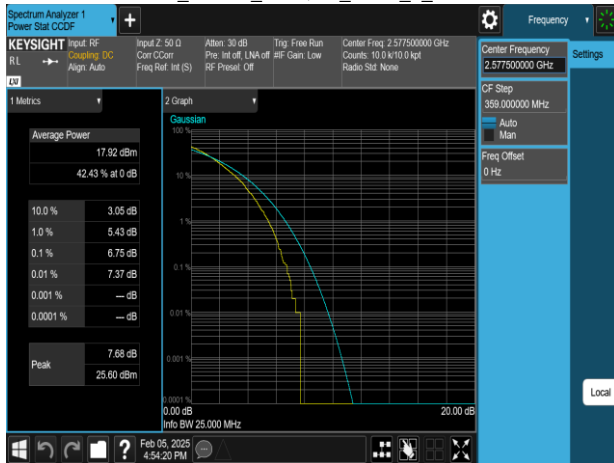 Spectrum Analyzer 1
Power Stat CCDF
Frequency
KEYSIGHT
RL
LXI
Input: RF
Coupling: DC
Align: Auto
Input Z: 50 Ω
Corr CCorr
Freq Ref: Int (S)
Atten: 30 dB
Pre: Int off, LNA off
RF Preset: Off
Trig: Free Run
#IF Gain: Low
Center Freq: 2.577500000 GHz
Counts: 10.0 k/10.0 kpt
Radio Std: None
Center Frequency
2.577500000 GHz
Settings
CF Step
359.000000 MHz
Auto
Man
Freq Offset
0 Hz
1 Metrics
Average Power
17.92 dBm
42.43 % at 0 dB
10.0 % 3.05 dB
1.0 % 5.43 dB
0.1 % 6.75 dB
0.01 % 7.37 dB
0.001 % --- dB
0.0001 % --- dB
Peak
7.68 dB
25.60 dBm
2 Graph
Gaussian
100 %
10 %
1 %
0.1 %
0.01 %
0.001 %
0.0001 %
0.00 dB
20.00 dB
Info BW 25.000 MHz
Local
?
Feb 05, 2025
4:54:20 PM